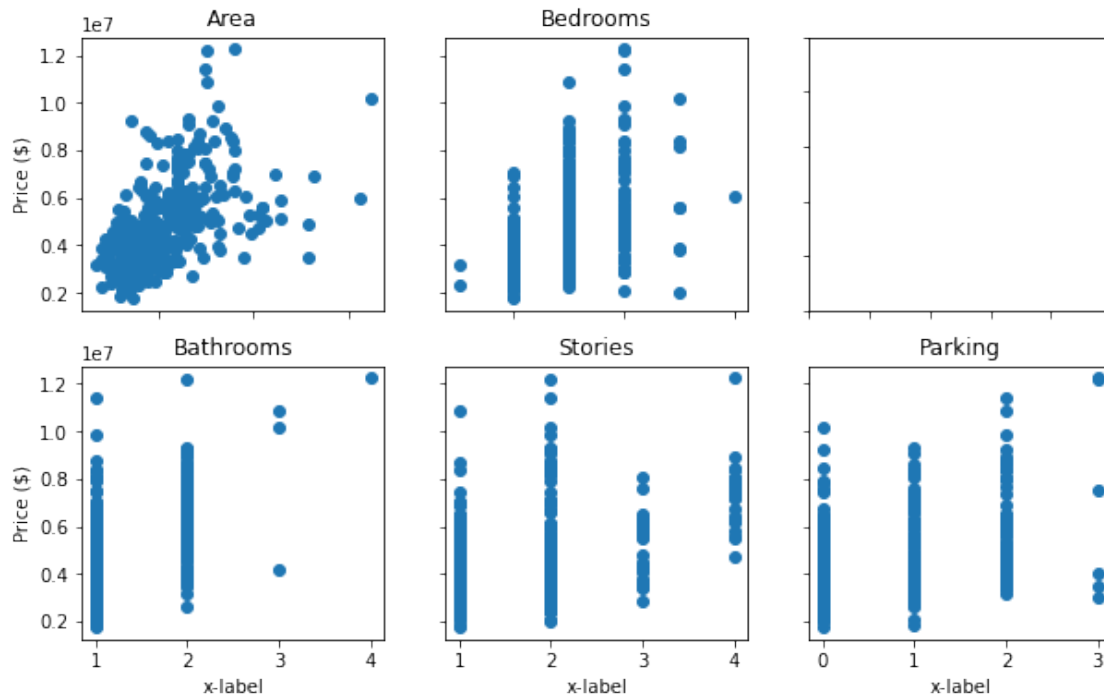 Area
Bedrooms
1e7
1.2
1.0
0.8
0.6
0.4
0.2
Price ($)
Bathrooms
Stories
Parking
1e7
1.2
1.0
0.8
0.6
0.4
0.2
Price ($)
1 2 3 4
1 2 3 4
0 1 2 3
x-label
x-label
x-label